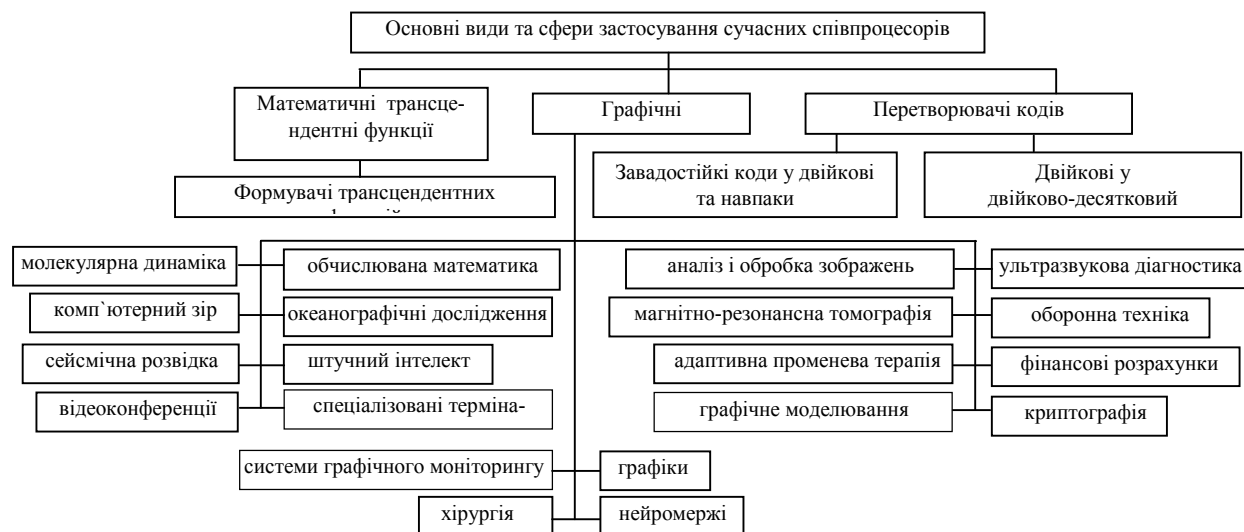 Основні види та сфери застосування сучасних співпроцесорів
Математичні трансце-
ндентні функції
Графічні
Перетворювачі кодів
Формувачі трансцендентних
Завадостійкі коди у двійкові
та навпаки
Двійкові у
двійково-десятковий
молекулярна динаміка
обчислювана математика
аналіз і обробка зображень
ультразвукова діагностика
комп`ютерний зір
океанографічні дослідження
магнітно-резонансна томографія
оборонна техніка
сейсмічна розвідка
штучний інтелект
адаптивна променева терапія
фінансові розрахунки
відеоконференції
спеціалізовані терміна-
графічне моделювання
криптографія
системи графічного моніторингу
графіки
хірургія
нейромержі